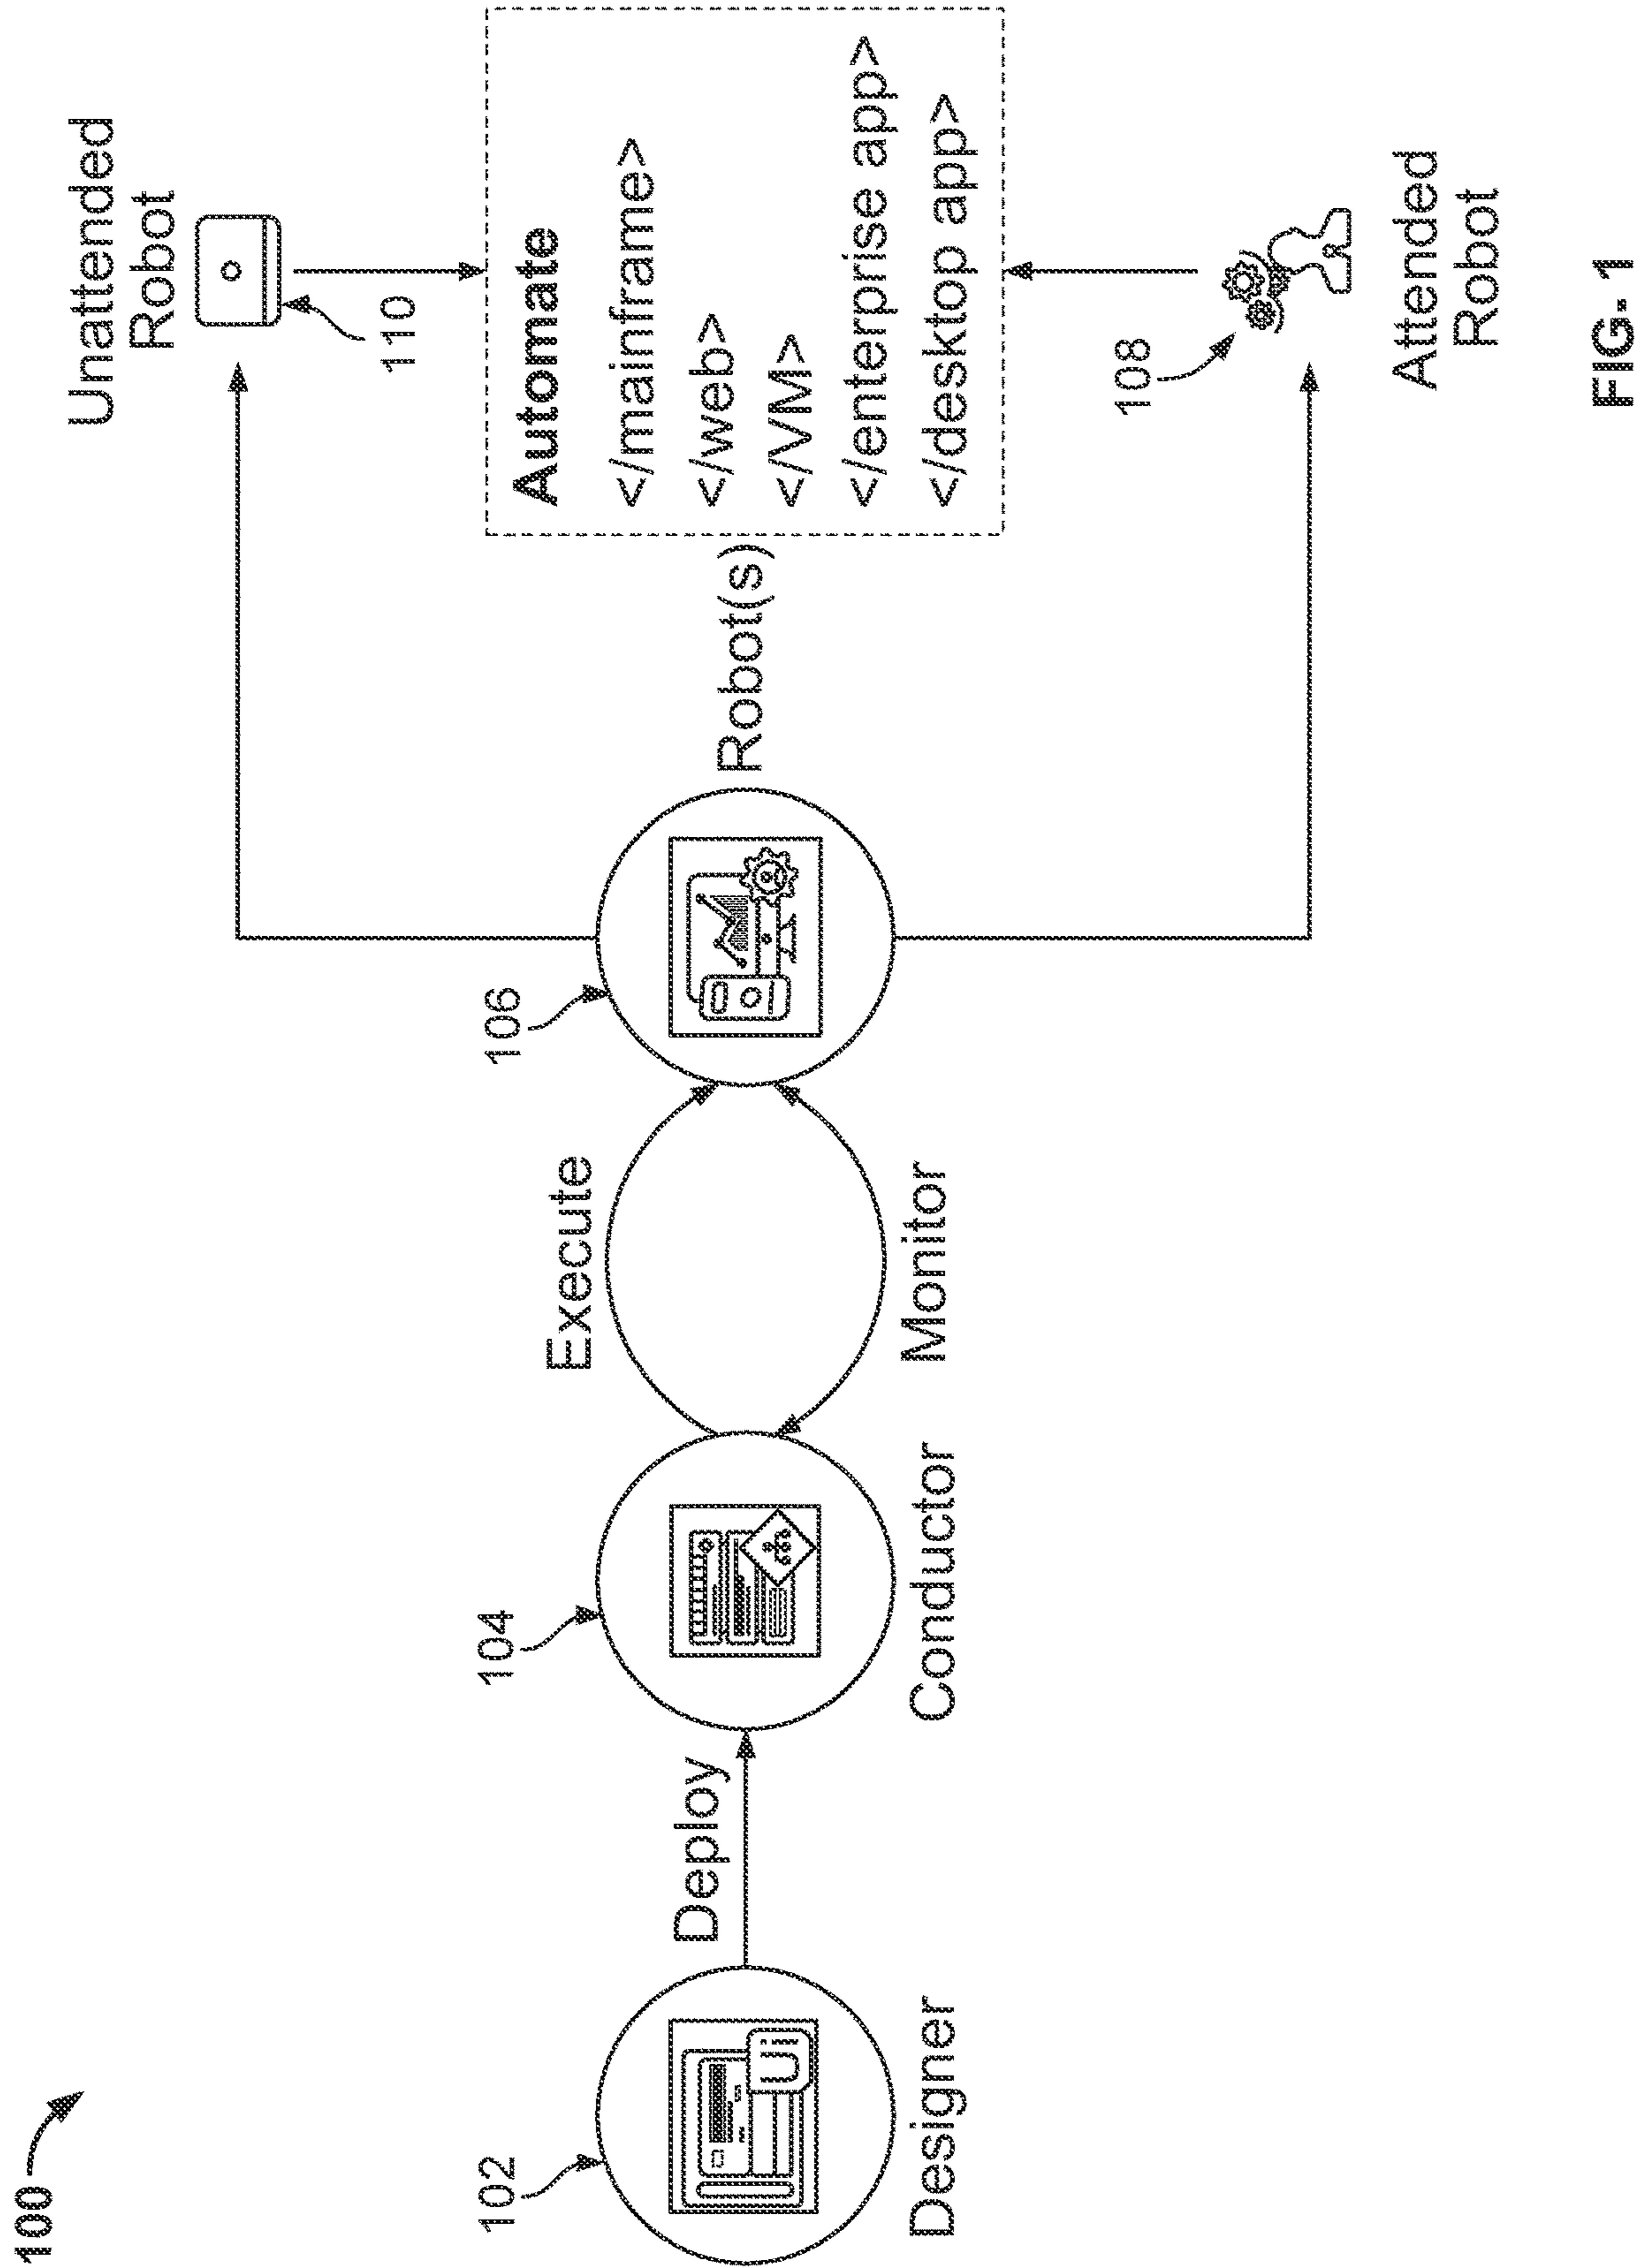 100
Unattended
Robot
110
Automate
</mainframe>
</web>
</VM>
</enterprise app>
</desktop app>
102
Designer
Ui
Deploy
104
Conductor
Execute
Monitor
106
Robot(s)
108
Attended
Robot
FIG. 1